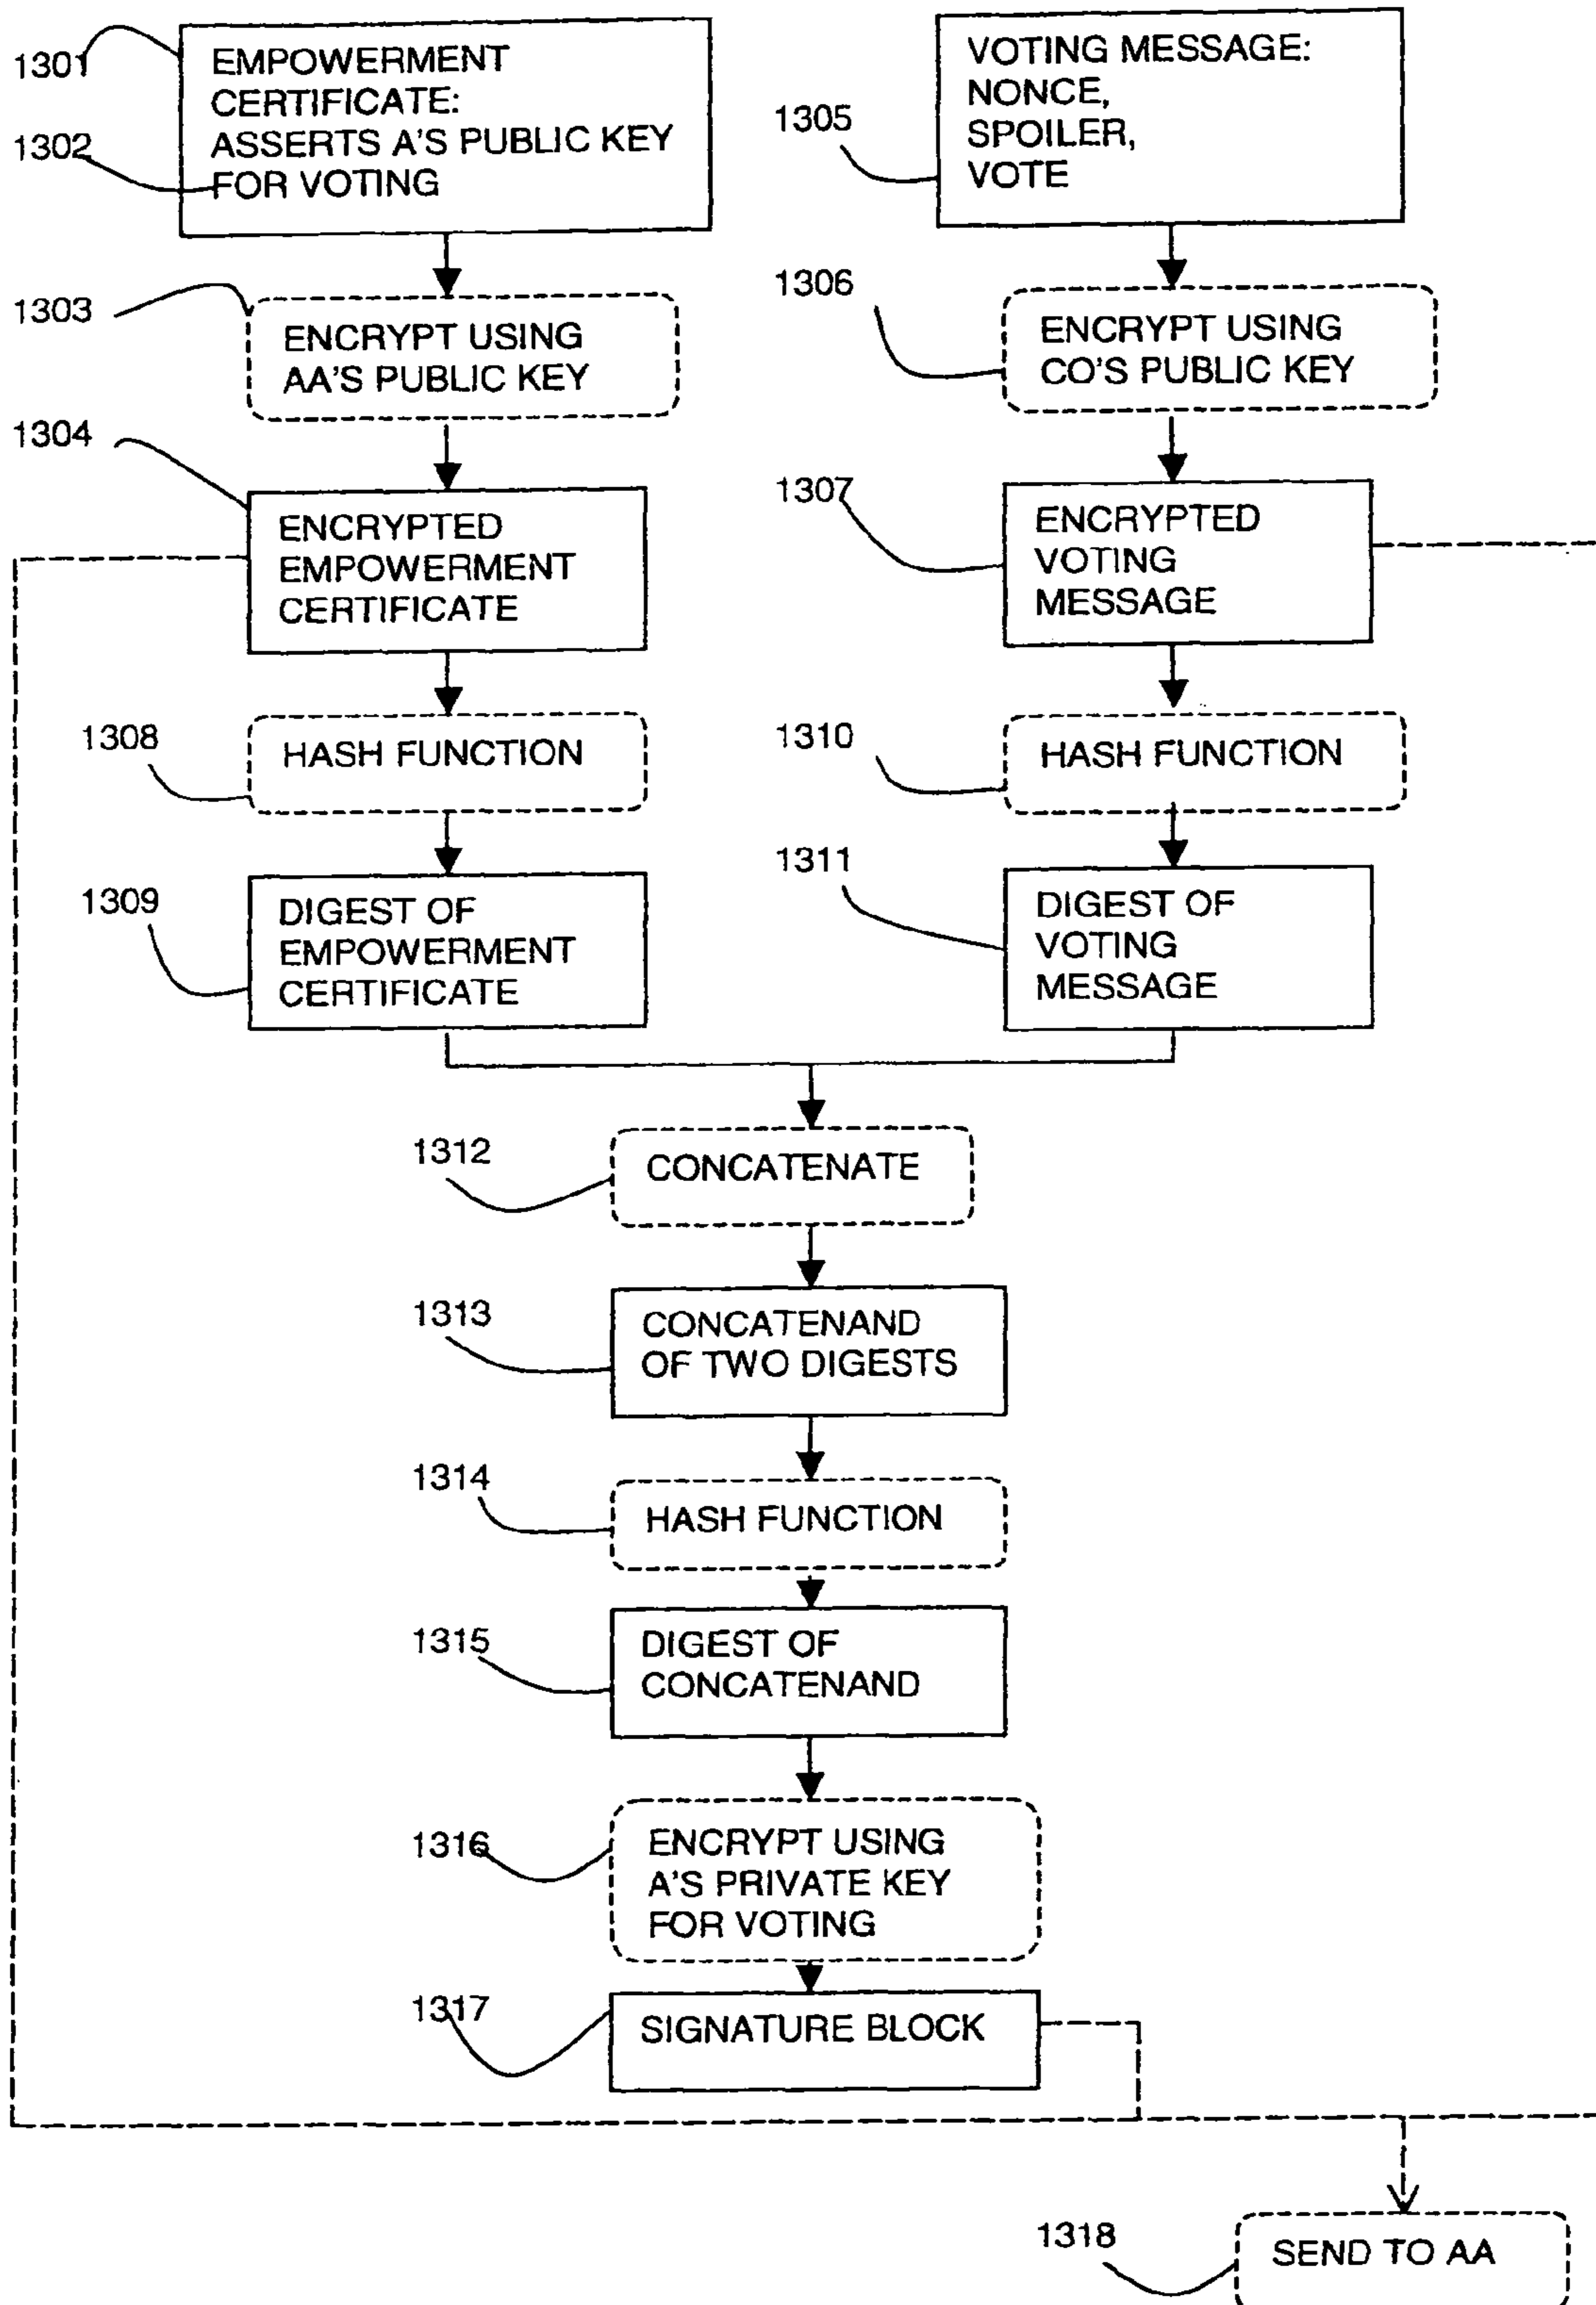 1301
EMPOWERMENT
CERTIFICATE:
1302
ASSERTS A'S PUBLIC KEY
FOR VOTING
VOTING MESSAGE:
NONCE,
1305
SPOILER,
VOTE
1303
ENCRYPT USING
AA'S PUBLIC KEY
1306
ENCRYPT USING
CO'S PUBLIC KEY
1304
ENCRYPTED
EMPOWERMENT
CERTIFICATE
1307
ENCRYPTED
VOTING
MESSAGE
1308
HASH FUNCTION
1310
HASH FUNCTION
1309
DIGEST OF
EMPOWERMENT
CERTIFICATE
1311
DIGEST OF
VOTING
MESSAGE
1312
CONCATENATE
1313
CONCATENAND
OF TWO DIGESTS
1314
HASH FUNCTION
1315
DIGEST OF
CONCATENAND
1316
ENCRYPT USING
A'S PRIVATE KEY
FOR VOTING
1317
SIGNATURE BLOCK
1318
SEND TO AA